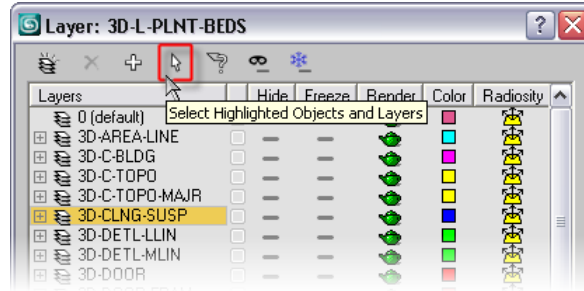 Layer: 3D-L-PLNT-BEDS
Layers Hide Freeze Render Color Radiosity
Select Highlighted Objects and Layers
0 (default)
3D-AREA-LINE
3D-C-BLDG
3D-C-TOPO
3D-C-TOPO-MAJR
3D-CLNG-SUSP
3D-DETL-LLIN
3D-DETL-MLIN
3D-DOOR